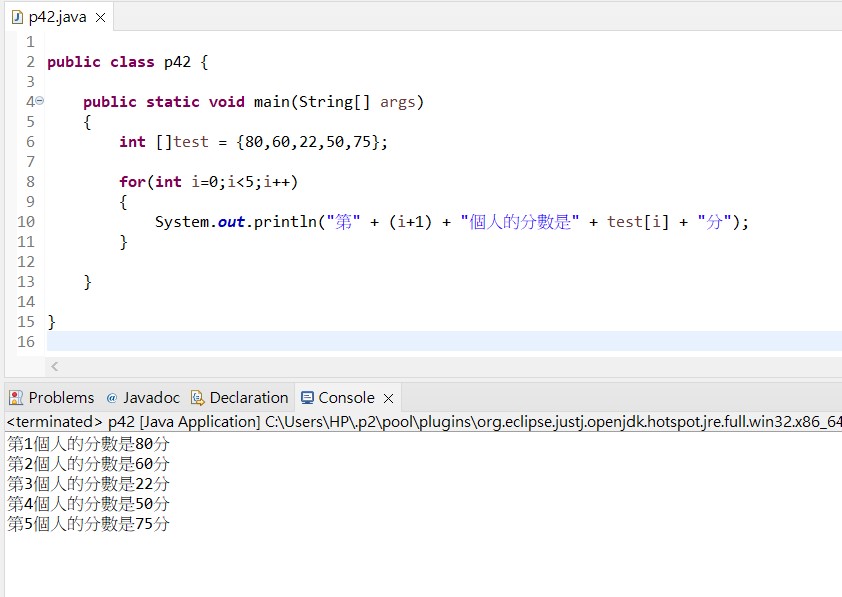 p42.java
1
2 public class p42 {
3
4 public static void main(String[] args)
5 {
6 int []test = {80,60,22,50,75};
7
8 for(int i=0;i<5;i++)
9 {
10 System.out.println("第" + (i+1) + "個人的分數是" + test[i] + "分");
11 }
12
13 }
14
15 }
16
Problems @ Javadoc Declaration Console
<terminated> p42 [Java Application] C:\Users\HP\.p2\pool\plugins\org.eclipse.justj.openjdk.hotspot.jre.full.win32.x86_64
第1個人的分數是80分
第2個人的分數是60分
第3個人的分數是22分
第4個人的分數是50分
第5個人的分數是75分